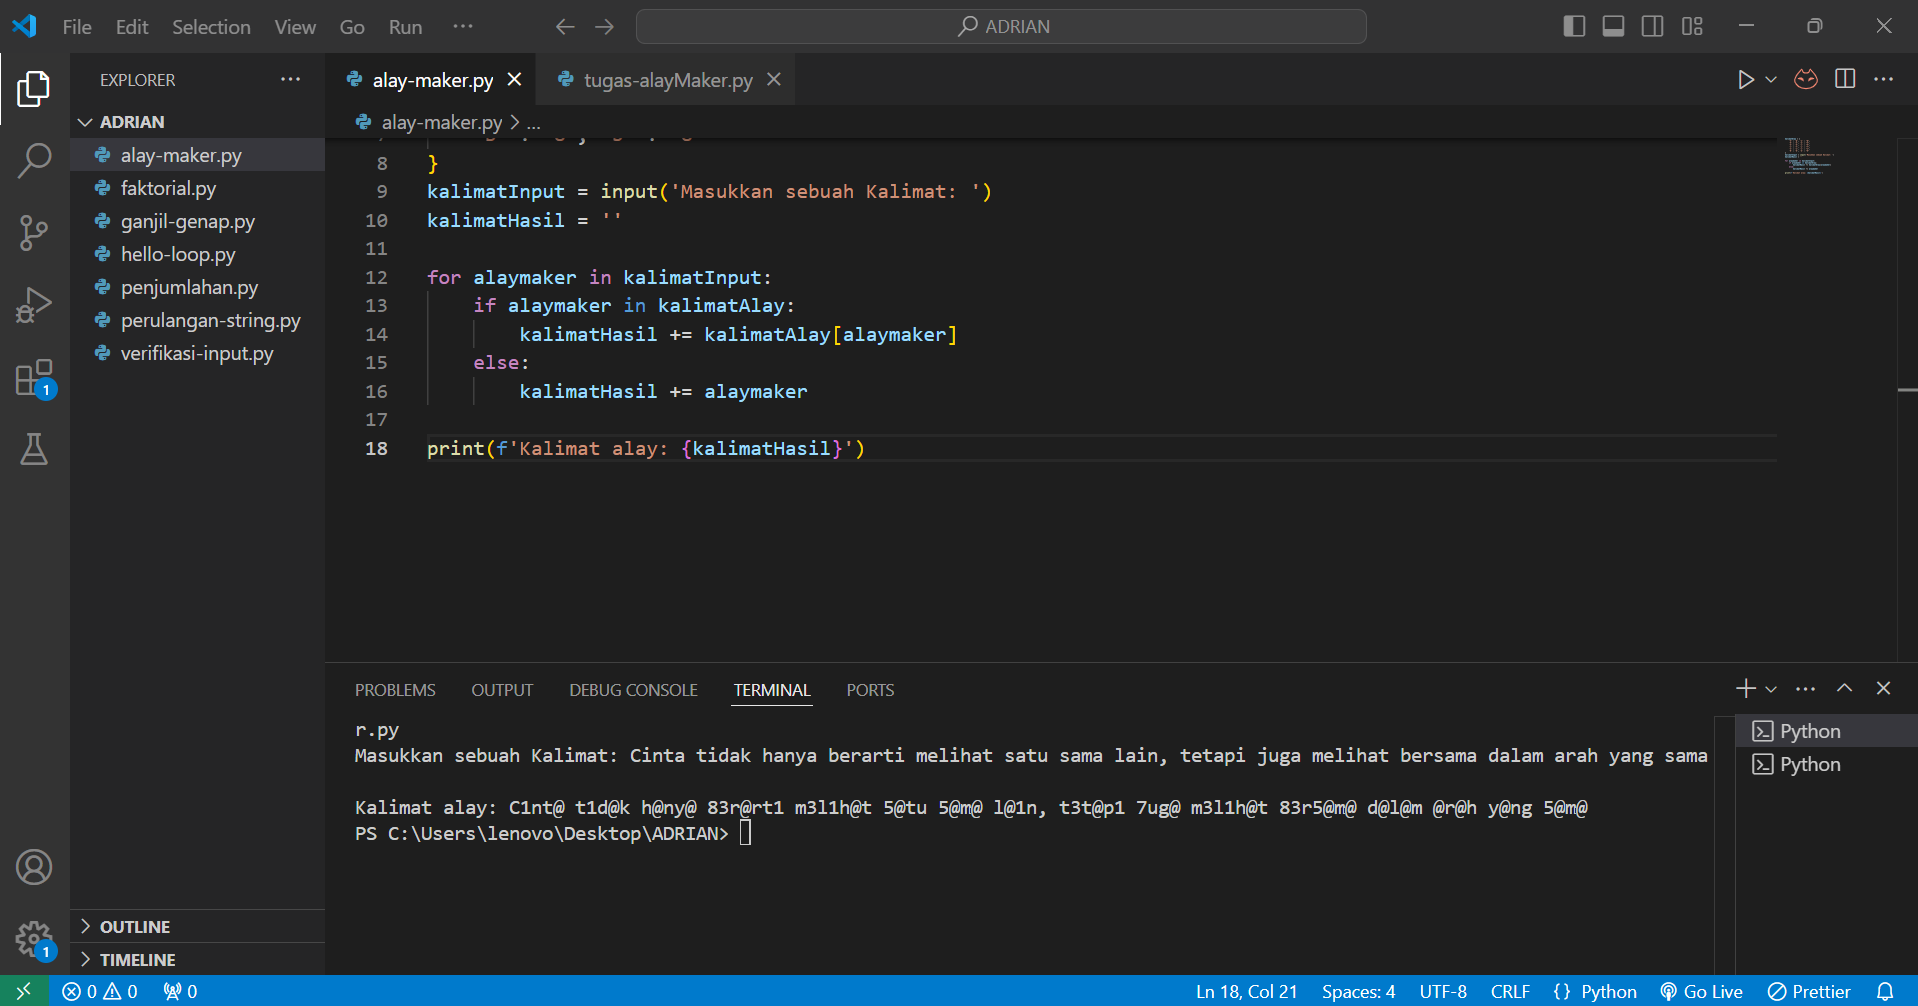 File Edit Selection View Go Run ··· ADRIAN
EXPLORER ···
ADRIAN
alay-maker.py
faktorial.py
ganjil-genap.py
hello-loop.py
penjumlahan.py
perulangan-string.py
verifikasi-input.py
OUTLINE
TIMELINE
1
1
alay-maker.py tugas-alayMaker.py
alay-maker.py > ...
8 }
9 kalimatInput = input('Masukkan sebuah Kalimat: ')
10 kalimatHasil = ''
11
12 for alaymaker in kalimatInput:
13 if alaymaker in kalimatAlay:
14 kalimatHasil += kalimatAlay[alaymaker]
15 else:
16 kalimatHasil += alaymaker
17
18 print(f'Kalimat alay: {kalimatHasil}')
PROBLEMS OUTPUT DEBUG CONSOLE TERMINAL PORTS
r.py
Masukkan sebuah Kalimat: Cinta tidak hanya berarti melihat satu sama lain, tetapi juga melihat bersama dalam arah yang sama
Kalimat alay: C1nt@ t1d@k h@ny@ 83r@rt1 m3l1h@t 5@tu 5@m@ l@1n, t3t@p1 7ug@ m3l1h@t 83r5@m@ d@l@m @r@h y@ng 5@m@
PS C:\Users\lenovo\Desktop\ADRIAN>
Python
Python
0 0 0 Ln 18, Col 21 Spaces: 4 UTF-8 CRLF {} Python Go Live Prettier